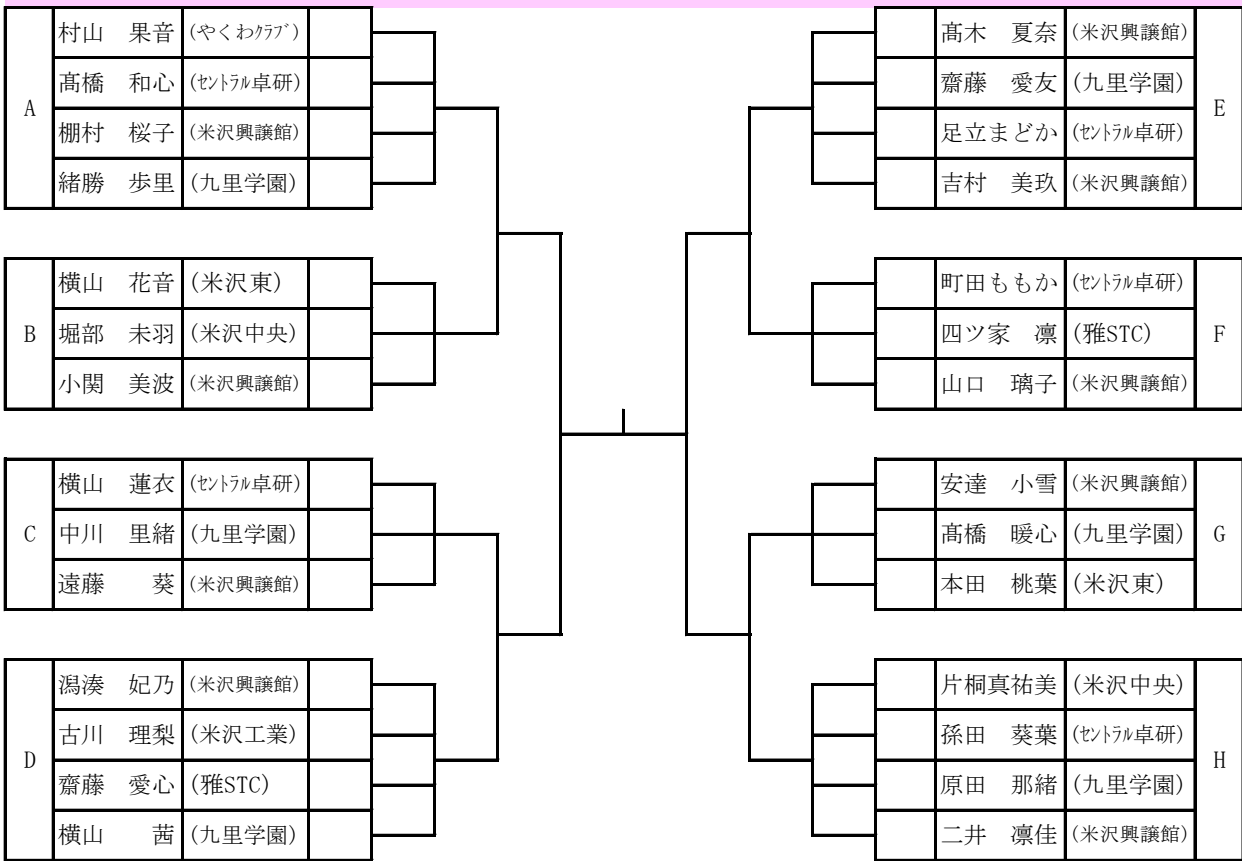 A
村山　果音 (やくわｸﾗﾌﾞ)
髙橋　和心 (ｾﾝﾄﾗﾙ卓研)
棚村　桜子 (米沢興譲館)
緒勝　歩里 (九里学園)
B
横山　花音 (米沢東)
堀部　未羽 (米沢中央)
小関　美波 (米沢興譲館)
C
横山　蓮衣 (ｾﾝﾄﾗﾙ卓研)
中川　里緒 (九里学園)
遠藤　　葵 (米沢興譲館)
D
潟湊　妃乃 (米沢興譲館)
古川　理梨 (米沢工業)
齋藤　愛心 (雅STC)
横山　　茜 (九里学園)
E
髙木　夏奈 (米沢興譲館)
齋藤　愛友 (九里学園)
足立まどか (ｾﾝﾄﾗﾙ卓研)
吉村　美玖 (米沢興譲館)
F
町田ももか (ｾﾝﾄﾗﾙ卓研)
四ツ家　凛 (雅STC)
山口　璃子 (米沢興譲館)
G
安達　小雪 (米沢興譲館)
髙橋　暖心 (九里学園)
本田　桃葉 (米沢東)
H
片桐真祐美 (米沢中央)
孫田　葵葉 (ｾﾝﾄﾗﾙ卓研)
原田　那緒 (九里学園)
二井　凛佳 (米沢興譲館)